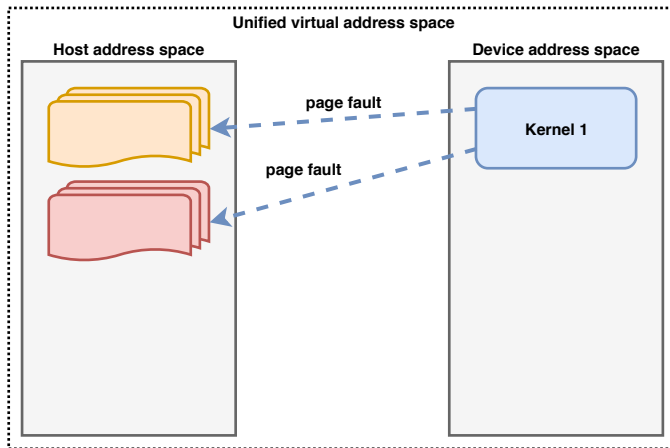 Unified virtual address space
Host address space
Device address space
page fault
Kernel 1
page fault